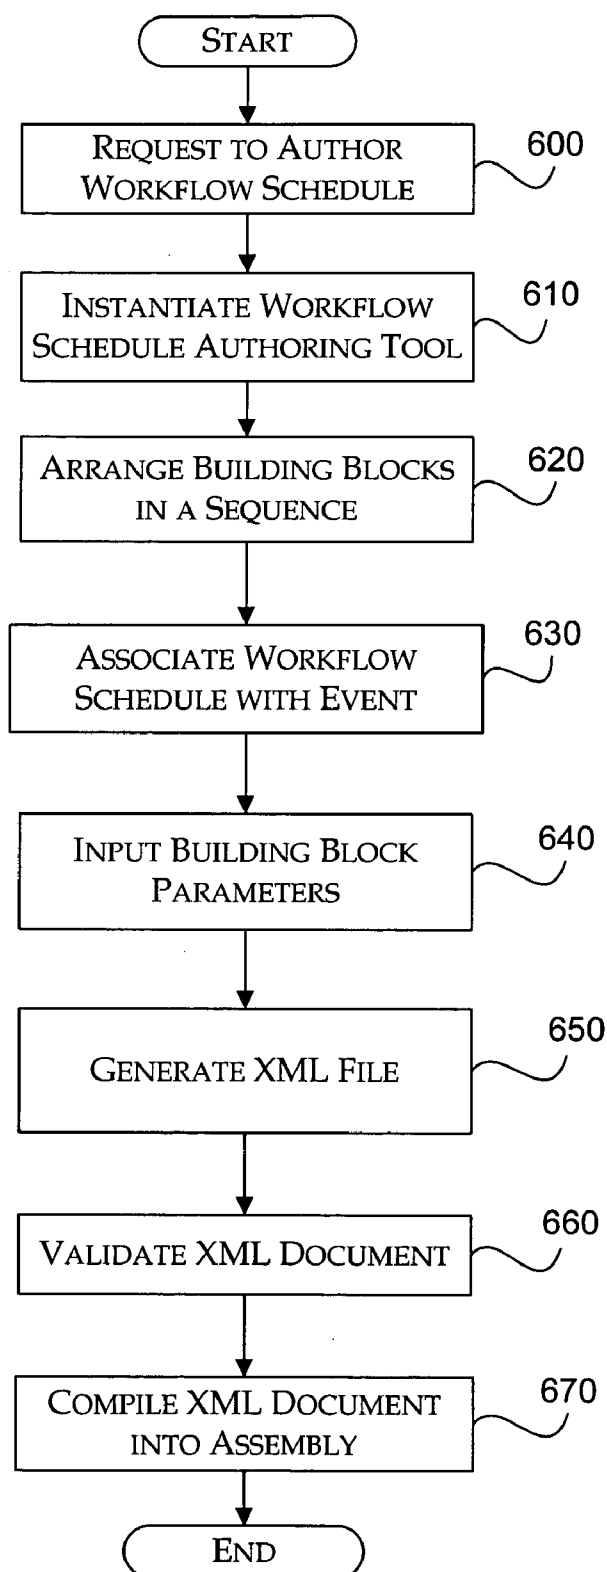 START
REQUEST TO AUTHOR
WORKFLOW SCHEDULE
600
INSTANTIATE WORKFLOW
SCHEDULE AUTHORING TOOL
610
ARRANGE BUILDING BLOCKS
IN A SEQUENCE
620
ASSOCIATE WORKFLOW
SCHEDULE WITH EVENT
630
INPUT BUILDING BLOCK
PARAMETERS
640
GENERATE XML FILE
650
VALIDATE XML DOCUMENT
660
COMPILE XML DOCUMENT
INTO ASSEMBLY
670
END